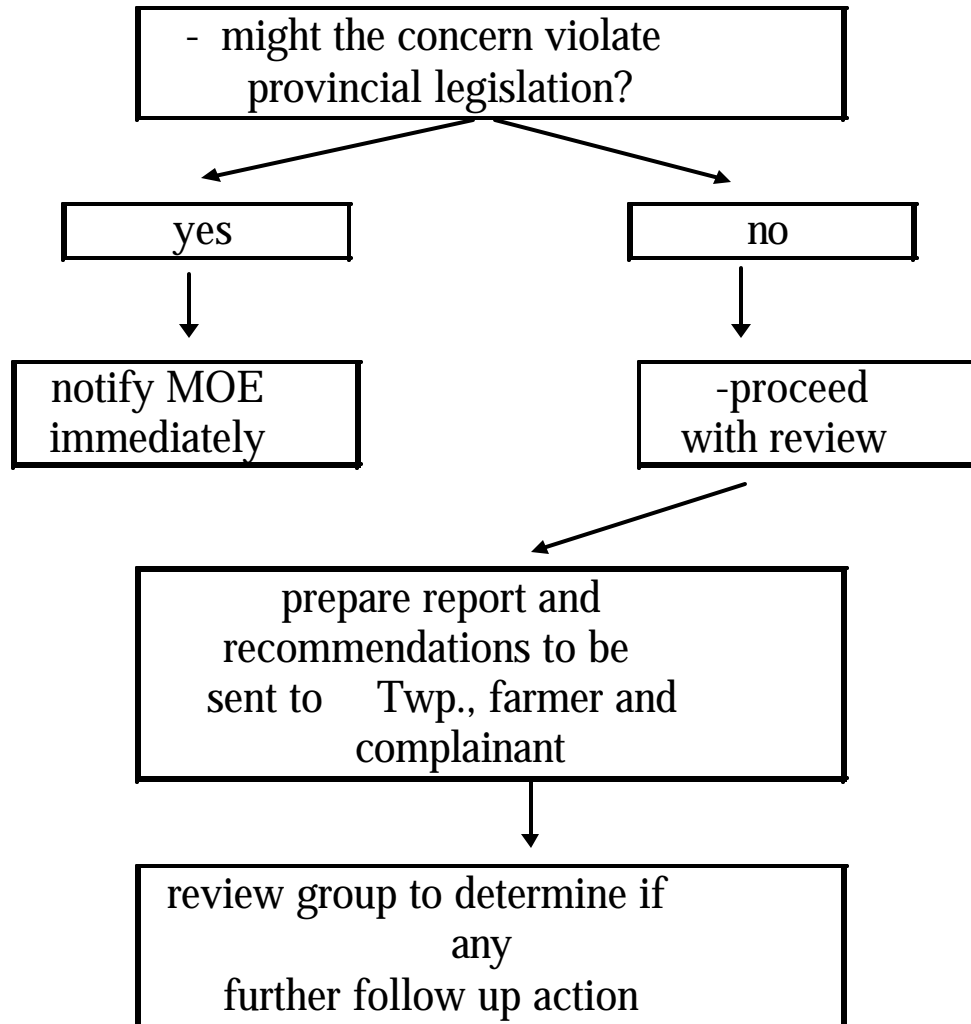 - might the concern violate
provincial legislation?
yes
no
notify MOE
immediately
-proceed
with review
prepare report and
recommendations to be
sent to Twp., farmer and
complainant
review group to determine if
any
further follow up action